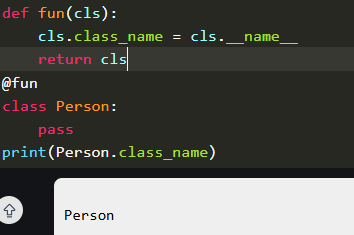 def fun(cls):
    cls.class_name = cls.__name__
    return cls
@fun
class Person:
    pass
print(Person.class_name)
Person